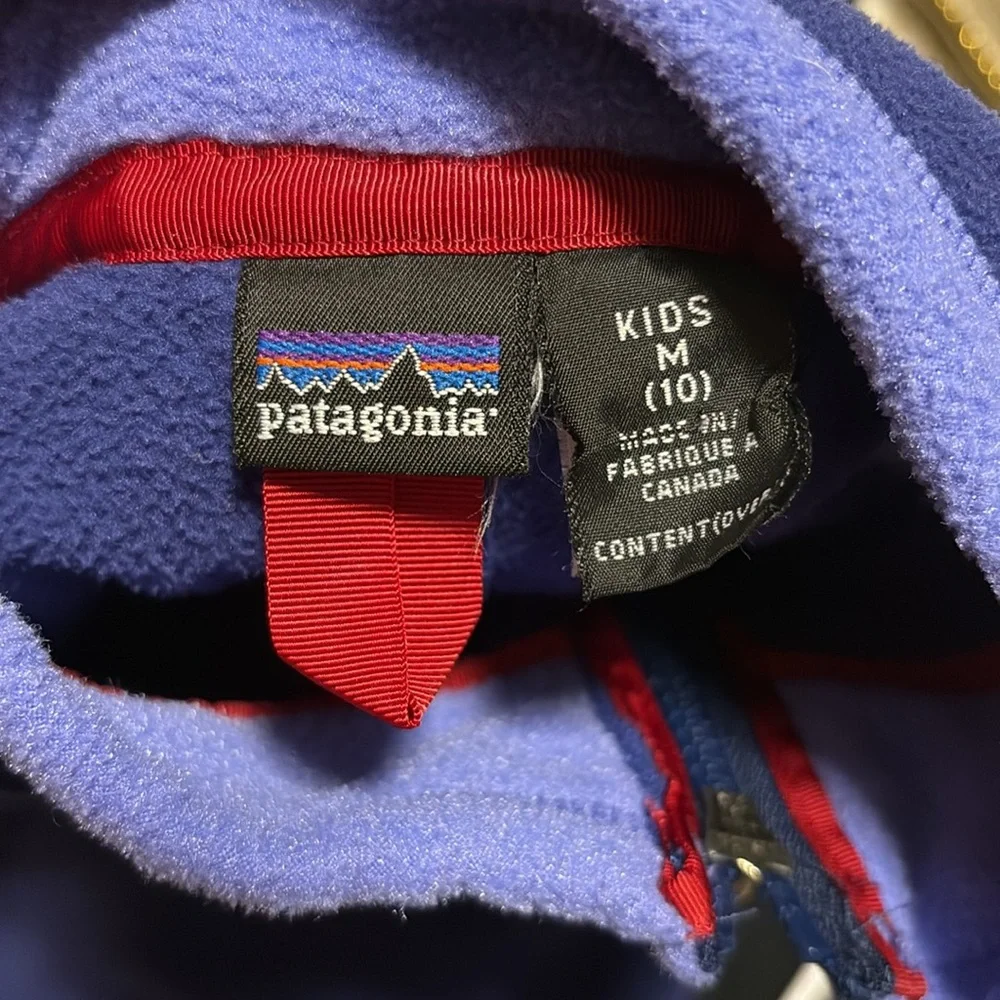 patagonia
KIDS
M
(10)
MADE IN/
FABRIQUE A
CANADA
CONTENT(OVER